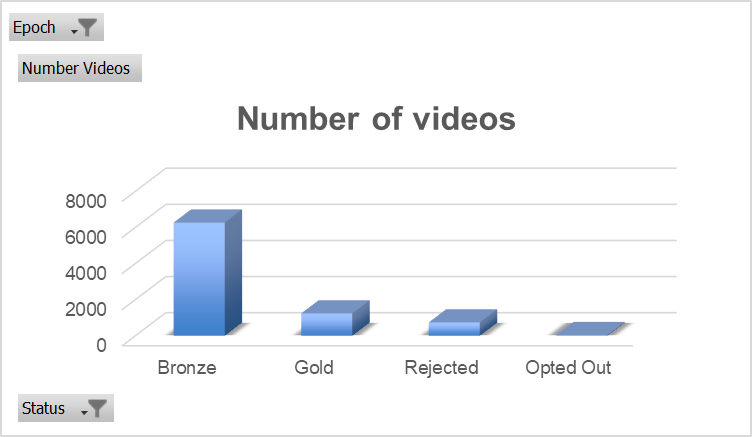 Epoch
Number Videos
Number of videos
8000
6000
4000
2000
0
Bronze Gold Rejected Opted Out
Status